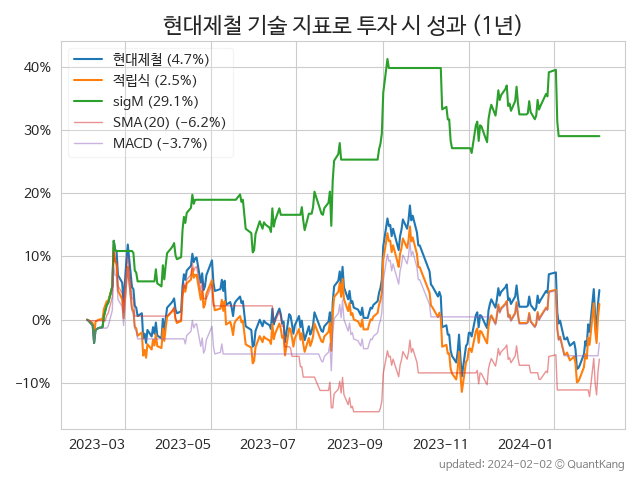 현대제철 기술 지표로 투자 시 성과 (1년)
현대제철 (4.7%)
적립식 (2.5%)
sigM (29.1%)
SMA(20) (−6.2%)
MACD (−3.7%)
40%
30%
20%
10%
0%
−10%
2023-03 2023-05 2023-07 2023-09 2023-11 2024-01
updated: 2024-02-02 © QuantKang